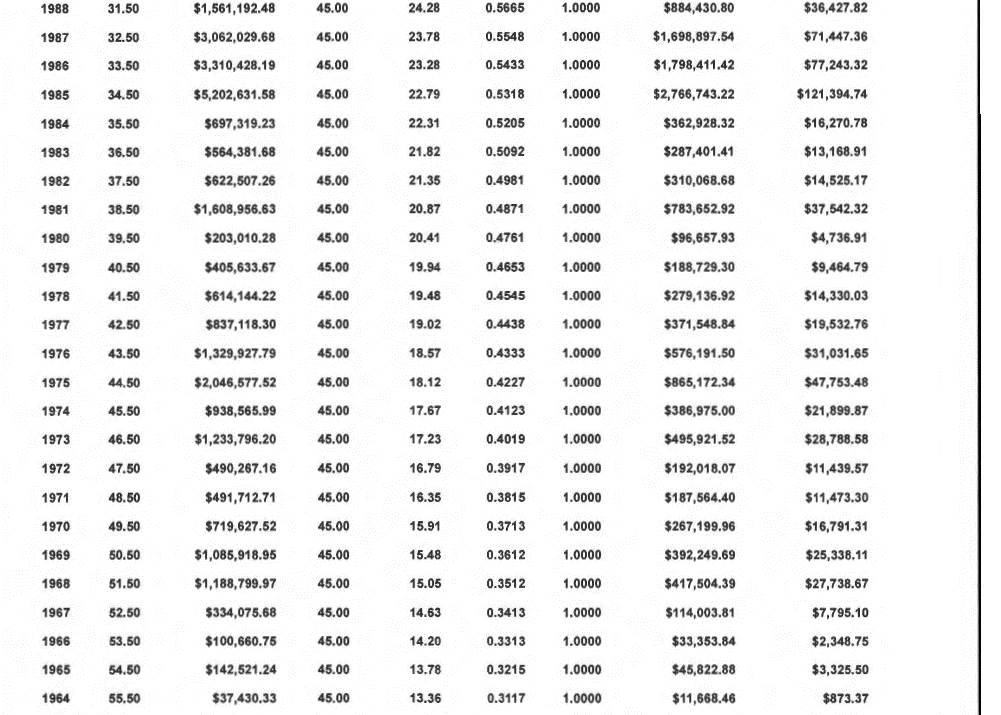 1988 31.50 $1,561,192.48 45.00 24.28 0.5665 1.0000 $884,430.80 $36,427.82
1987 32.50 $3,062,029.68 45.00 23.78 0.5548 1.0000 $1,698,897.54 $71,447.36
1986 33.50 $3,310,428.19 45.00 23.28 0.5433 1.0000 $1,798,411.42 $77,243.32
1985 34.50 $5,202,631.58 45.00 22.79 0.5318 1.0000 $2,766,743.22 $121,394.74
1984 35.50 $697,319.23 45.00 22.31 0.5205 1.0000 $362,928.32 $16,270.78
1983 36.50 $564,381.68 45.00 21.82 0.5092 1.0000 $287,401.41 $13,168.91
1982 37.50 $622,507.26 45.00 21.35 0.4981 1.0000 $310,068.68 $14,525.17
1981 38.50 $1,608,956.63 45.00 20.87 0.4871 1.0000 $783,652.92 $37,542.32
1980 39.50 $203,010.28 45.00 20.41 0.4761 1.0000 $96,657.93 $4,736.91
1979 40.50 $405,633.67 45.00 19.94 0.4653 1.0000 $188,729.30 $9,464.79
1978 41.50 $614,144.22 45.00 19.48 0.4545 1.0000 $279,136.92 $14,330.03
1977 42.50 $837,118.30 45.00 19.02 0.4438 1.0000 $371,548.84 $19,532.76
1976 43.50 $1,329,927.79 45.00 18.57 0.4333 1.0000 $576,191.50 $31,031.65
1975 44.50 $2,046,577.52 45.00 18.12 0.4227 1.0000 $865,172.34 $47,753.48
1974 45.50 $938,565.99 45.00 17.67 0.4123 1.0000 $386,975.00 $21,899.87
1973 46.50 $1,233,796.20 45.00 17.23 0.4019 1.0000 $495,921.52 $28,788.58
1972 47.50 $490,267.16 45.00 16.79 0.3917 1.0000 $192,018.07 $11,439.57
1971 48.50 $491,712.71 45.00 16.35 0.3815 1.0000 $187,564.40 $11,473.30
1970 49.50 $719,627.52 45.00 15.91 0.3713 1.0000 $267,199.96 $16,791.31
1969 50.50 $1,085,918.95 45.00 15.48 0.3612 1.0000 $392,249.69 $25,338.11
1968 51.50 $1,188,799.97 45.00 15.05 0.3512 1.0000 $417,504.39 $27,738.67
1967 52.50 $334,075.68 45.00 14.63 0.3413 1.0000 $114,003.81 $7,795.10
1966 53.50 $100,660.75 45.00 14.20 0.3313 1.0000 $33,353.84 $2,348.75
1965 54.50 $142,521.24 45.00 13.78 0.3215 1.0000 $45,822.88 $3,325.50
1964 55.50 $37,430.33 45.00 13.36 0.3117 1.0000 $11,668.46 $873.37